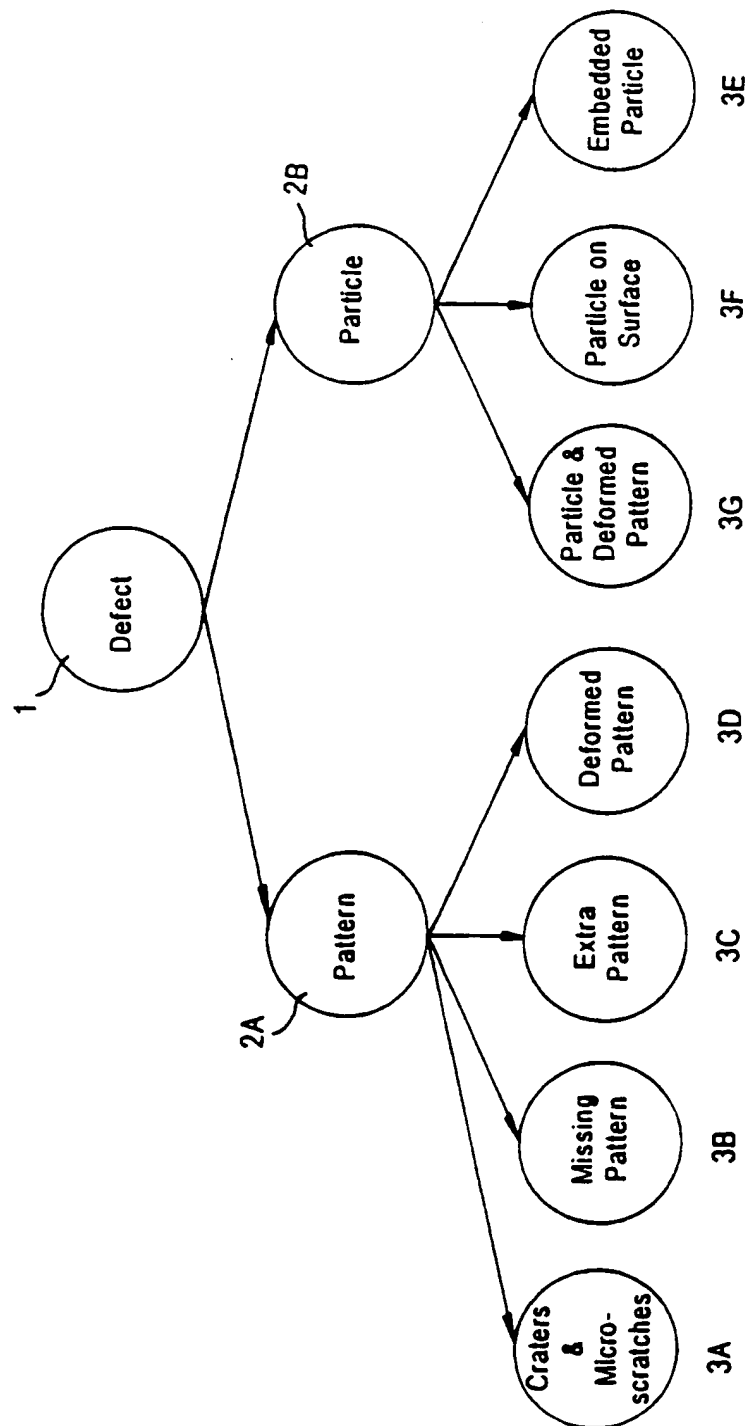 1
Defect
2A
Pattern
2B
Particle
Craters
&
Micro-
scratches
Missing
Pattern
Extra
Pattern
Deformed
Pattern
Particle &
Deformed
Pattern
Particle on
Surface
Embedded
Particle
3A
3B
3C
3D
3G
3F
3E